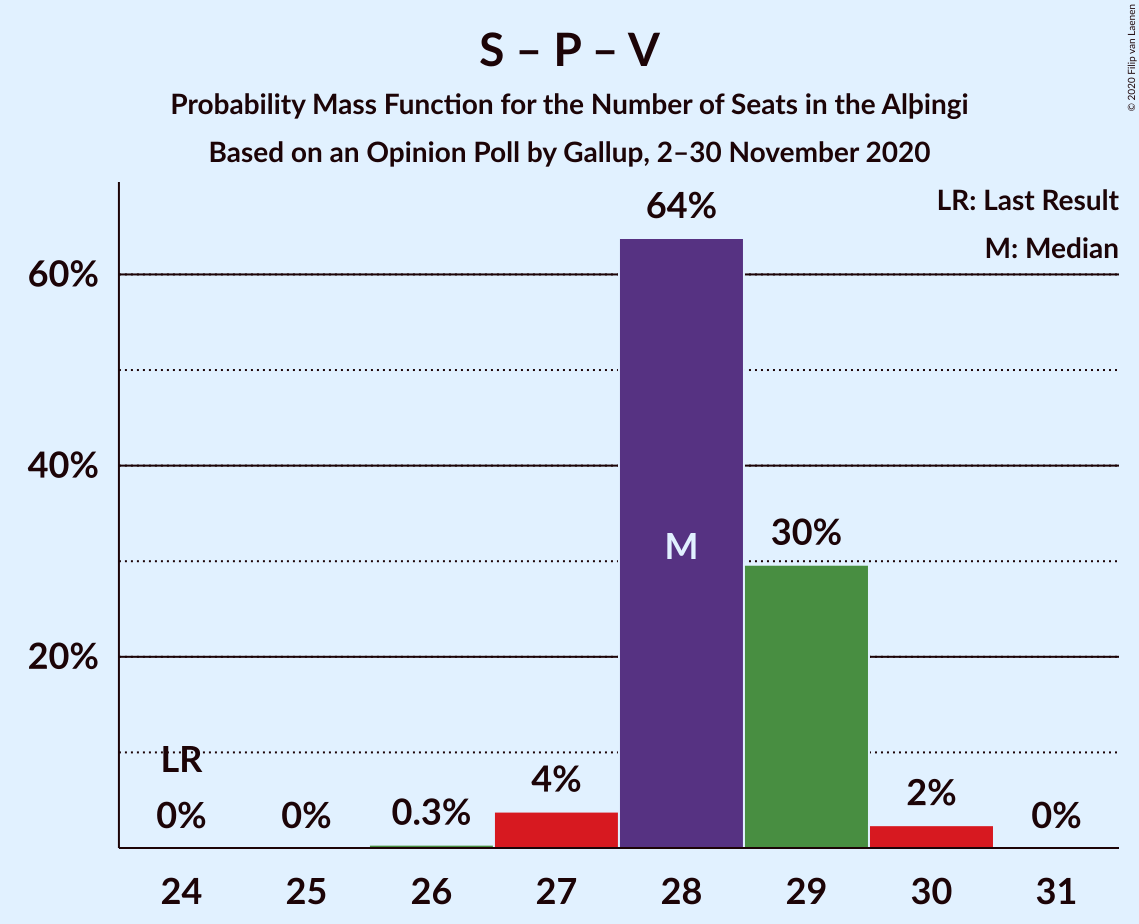 S – P – V
Probability Mass Function for the Number of Seats in the Alþingi
Based on an Opinion Poll by Gallup, 2–30 November 2020
© 2020 Filip van Laenen
LR: Last Result
M: Median
60%
40%
20%
LR
0%
0%
0.3%
4%
64%
M
30%
2%
0%
24 25 26 27 28 29 30 31